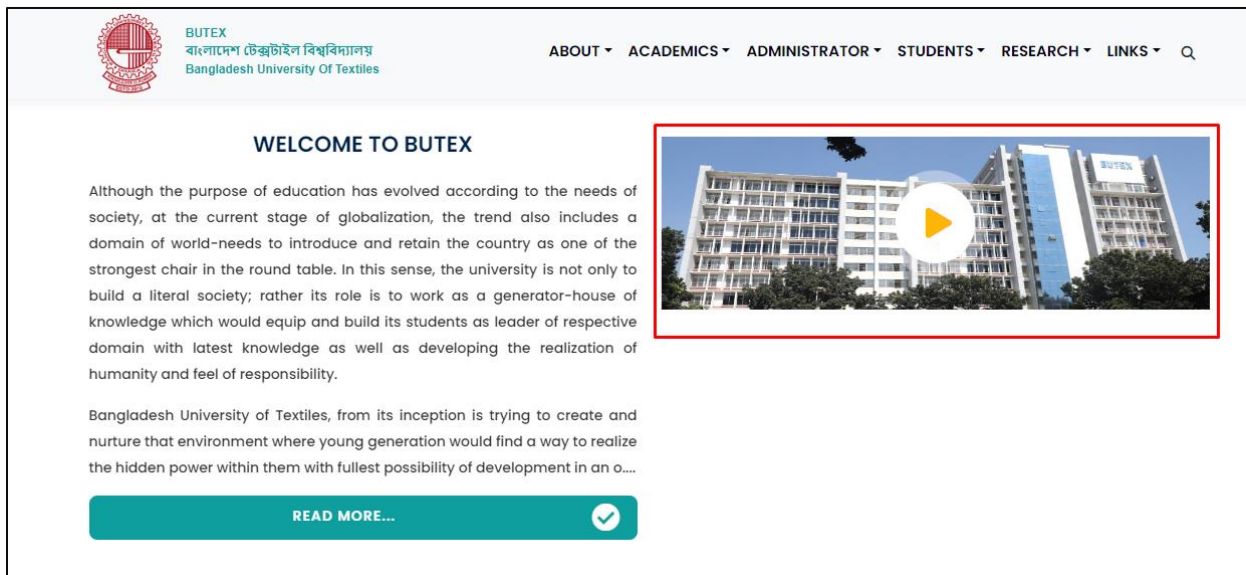 BUTEX
বাংলাদেশ টেক্সটাইল বিশ্ববিদ্যালয়
Bangladesh University Of Textiles
ABOUT ACADEMICS ADMINISTRATOR STUDENTS RESEARCH LINKS
WELCOME TO BUTEX
Although the purpose of education has evolved according to the needs of
society, at the current stage of globalization, the trend also includes a
domain of world-needs to introduce and retain the country as one of the
strongest chair in the round table. In this sense, the university is not only to
build a literal society; rather its role is to work as a generator-house of
knowledge which would equip and build its students as leader of respective
domain with latest knowledge as well as developing the realization of
humanity and feel of responsibility.
Bangladesh University of Textiles, from its inception is trying to create and
nurture that environment where young generation would find a way to realize
the hidden power within them with fullest possibility of development in an o....
READ MORE...
BUTEX